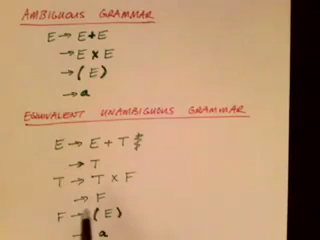 AMBIGUOUS GRAMMAR
E → E + E
→ E × E
→ ( E )
→ a
EQUIVALENT UNAMBIGUOUS GRAMMAR
E → E + T
→ T
T → T × F
→ F
F → ( E )
→ a